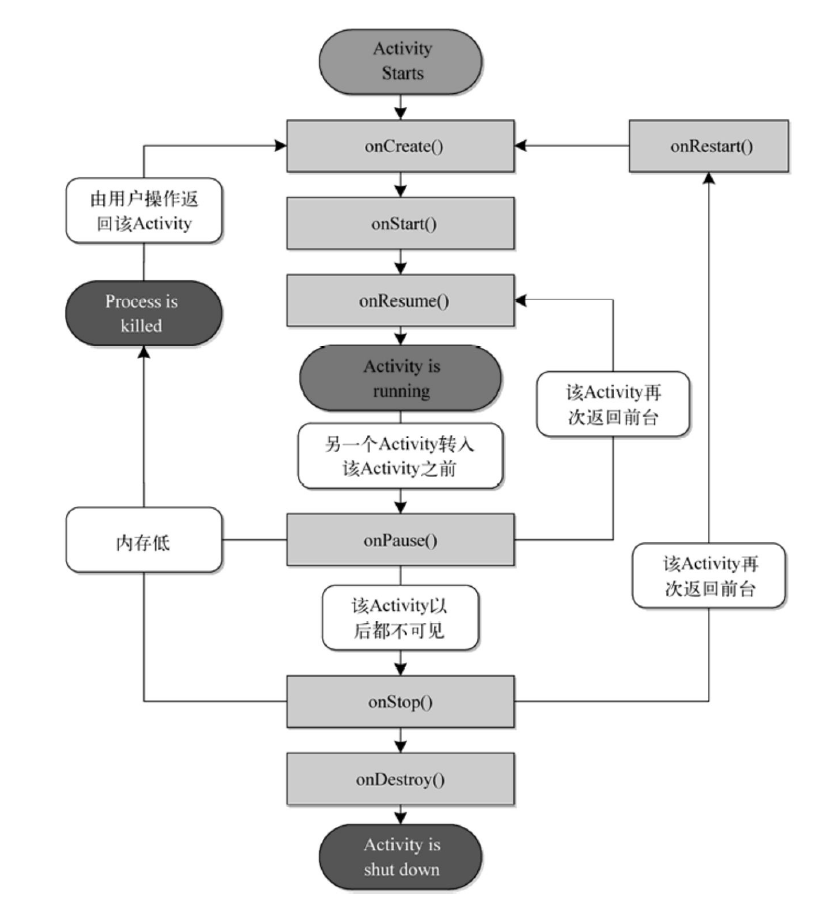 Activity
Starts
onCreate()
onRestart()
由用户操作返
回该Activity
onStart()
Process is
killed
onResume()
Activity is
running
该Activity再
次返回前台
另一个Activity转入
该Activity之前
内存低
onPause()
该Activity再
次返回前台
该Activity以
后都不可见
onStop()
onDestroy()
Activity is
shut down